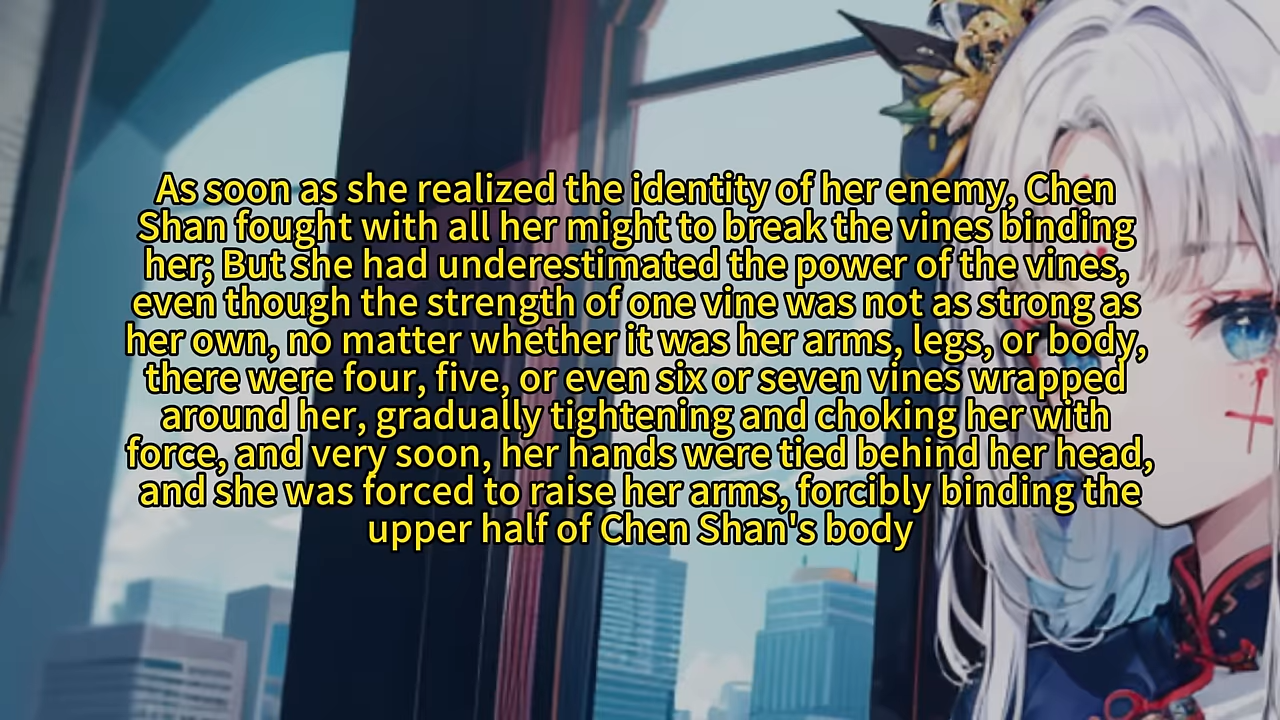 As soon as she realized the identity of her enemy, Chen
Shan fought with all her might to break the vines binding
her; But she had underestimated the power of the vines,
even though the strength of one vine was not as strong as
her own, no matter whether it was her arms, legs, or body,
there were four, five, or even six or seven vines wrapped
around her, gradually tightening and choking her with
force, and very soon, her hands were tied behind her head,
and she was forced to raise her arms, forcibly binding the
upper half of Chen Shan's body